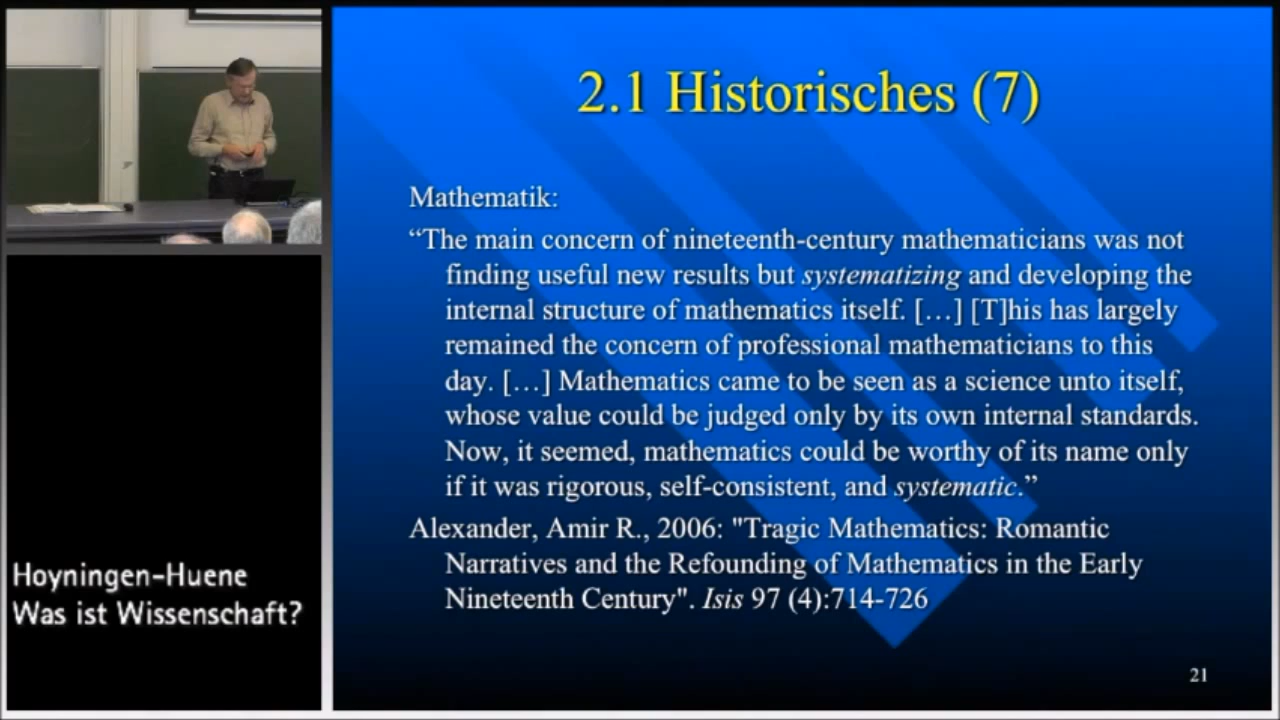 2.1 Historisches (7)
Mathematik:
“The main concern of nineteenth-century mathematicians was not
finding useful new results but systematizing and developing the
internal structure of mathematics itself. […] [T]his has largely
remained the concern of professional mathematicians to this
day. […] Mathematics came to be seen as a science unto itself,
whose value could be judged only by its own internal standards.
Now, it seemed, mathematics could be worthy of its name only
if it was rigorous, self-consistent, and systematic.”
Alexander, Amir R., 2006: "Tragic Mathematics: Romantic
Narratives and the Refounding of Mathematics in the Early
Nineteenth Century". Isis 97 (4):714-726
21
Hoyningen-Huene
Was ist Wissenschaft?